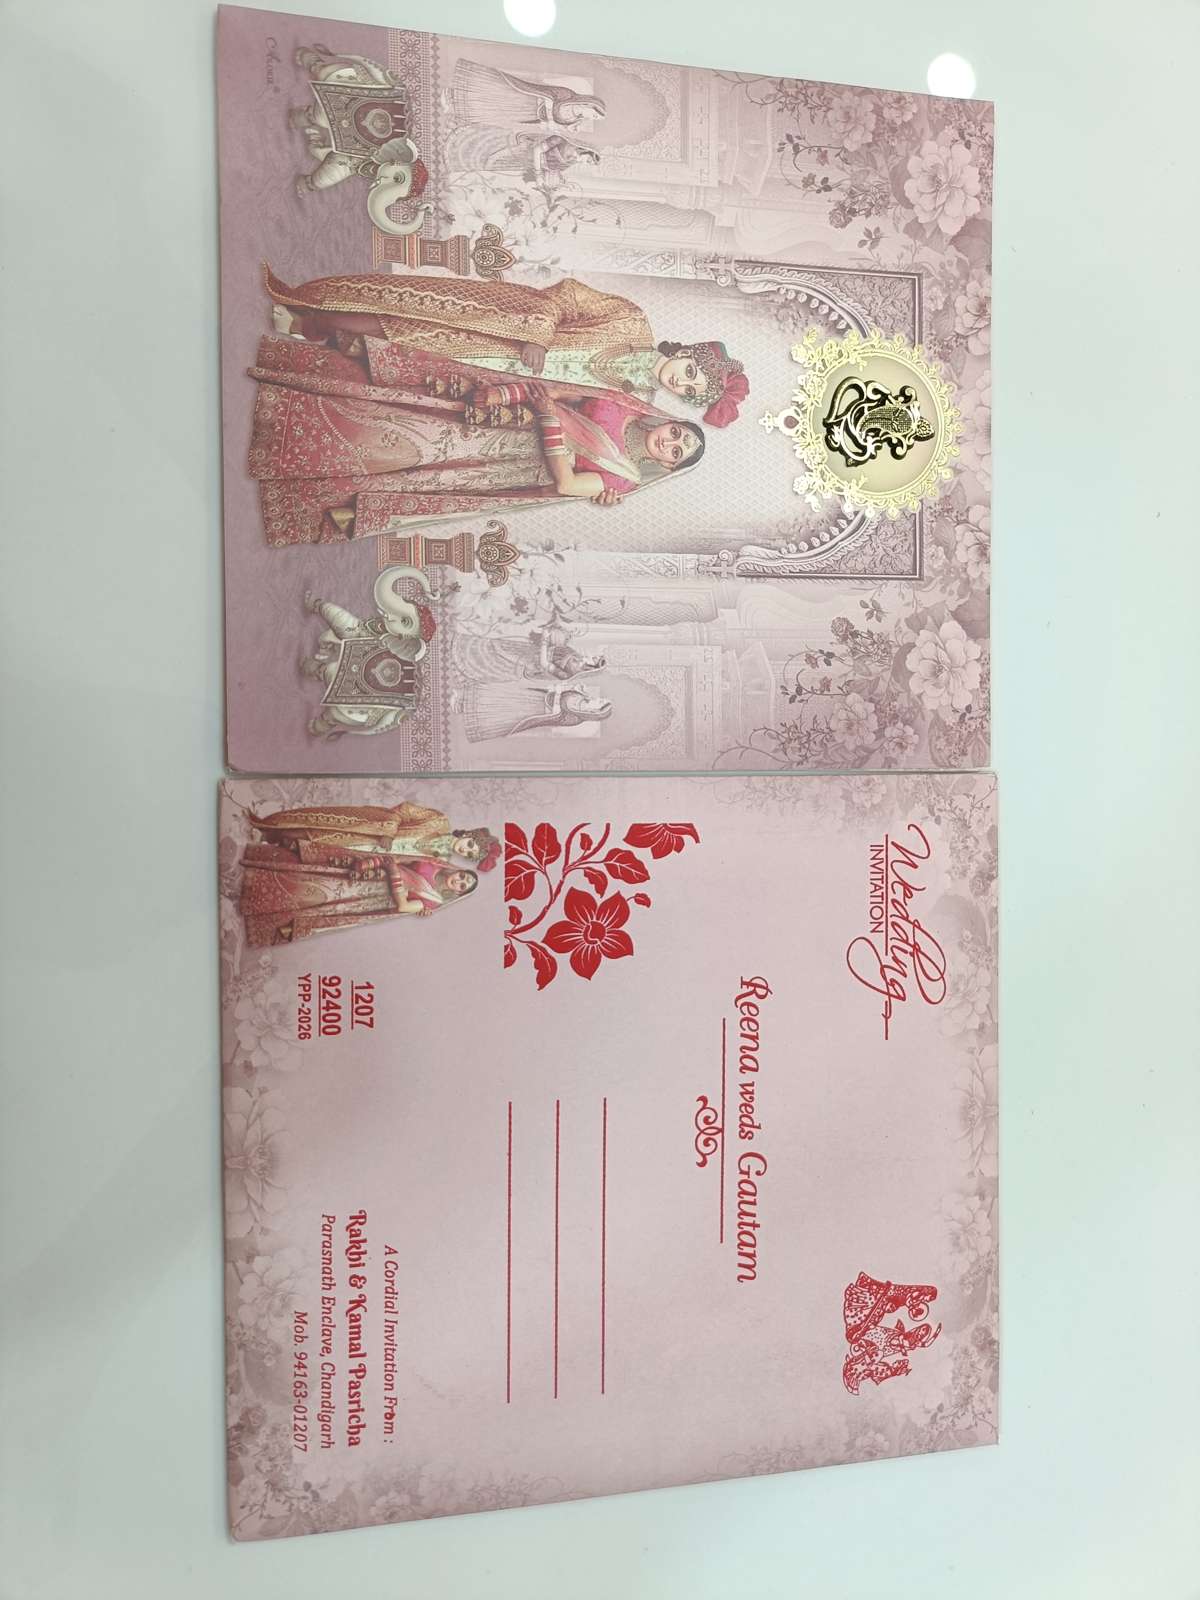 Wedding
INVITATION
Reena weds Gautam
1207
92400
YPP-2026
A Cordial Invitation From :
Rakhi & Kamal Pasricha
Parasnath Enclave, Chandigarh
Mob. 94163-01207